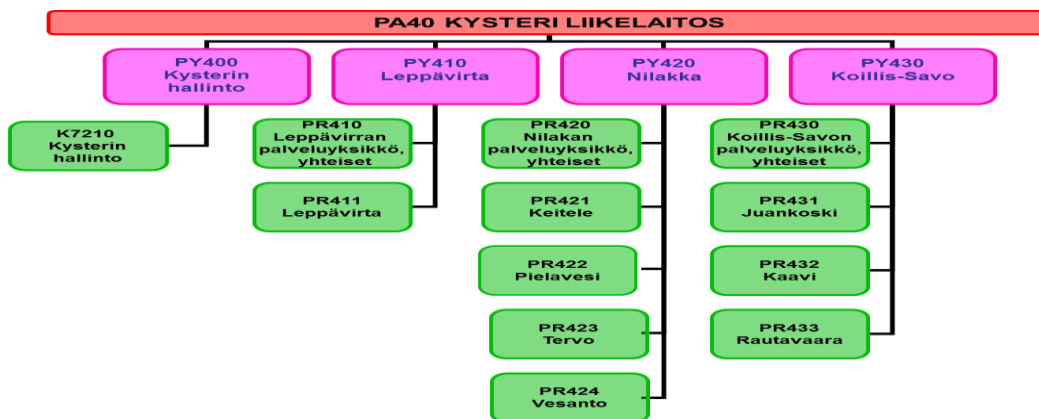 PA40 KYSTERI LIIKELAITOS
PY400
Kysterin
hallinto
PY410
Leppävirta
PY420
Nilakka
PY430
Koillis-Savo
K7210
Kysterin
hallinto
PR410
Leppävirran
palveluyksikkö,
yhteiset
PR411
Leppävirta
PR420
Nilakan
palveluyksikkö,
yhteiset
PR421
Keitele
PR422
Pielavesi
PR423
Tervo
PR424
Vesanto
PR430
Koillis-Savon
palveluyksikkö,
yhteiset
PR431
Juankoski
PR432
Kaavi
PR433
Rautavaara